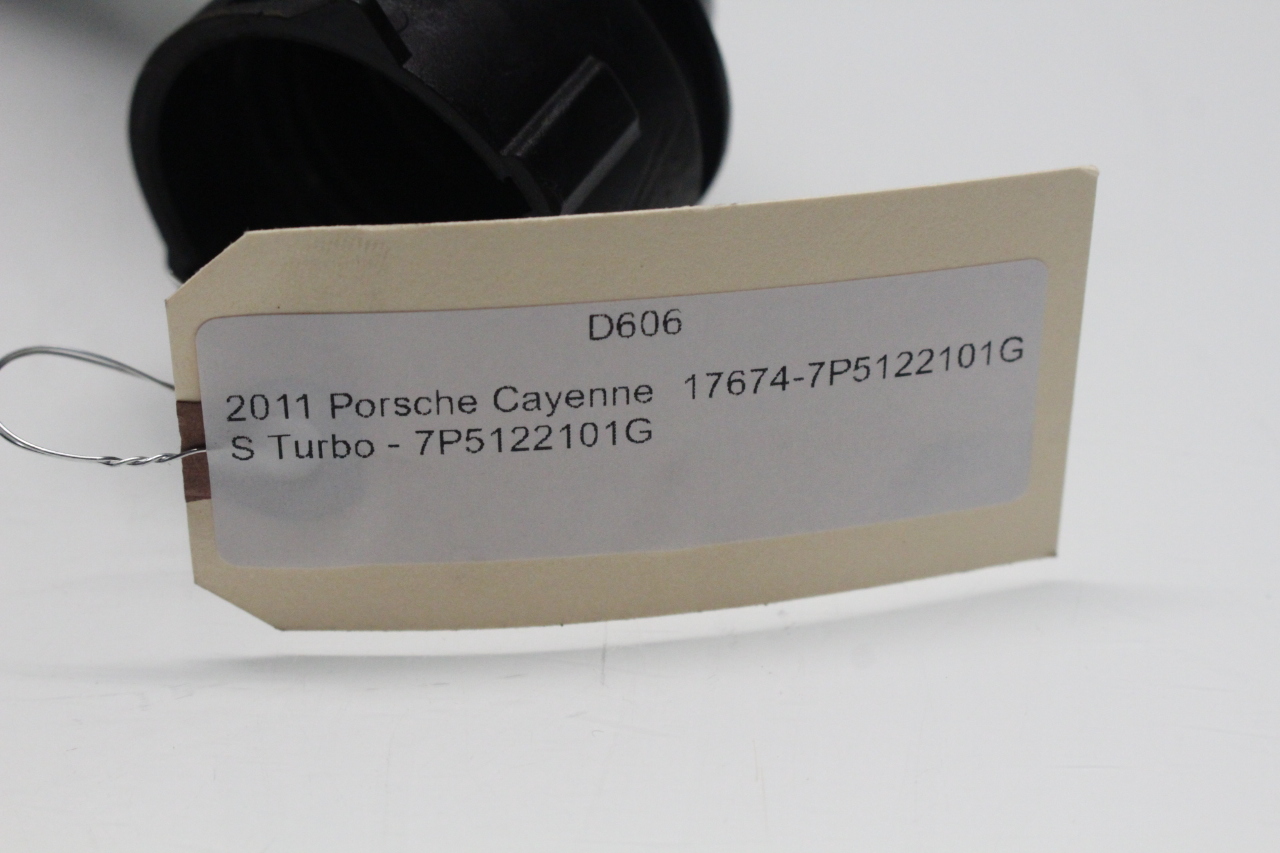 D606
2011 Porsche Cayenne 17674-7P5122101G
S Turbo - 7P5122101G